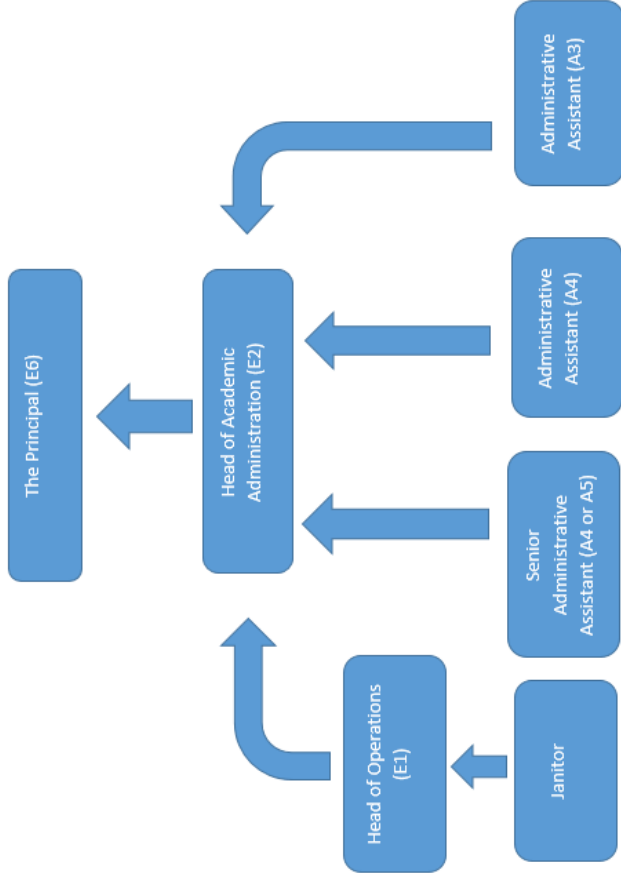 The Principal (E6)
Head of Academic
Administration (E2)
Head of Operations
(E1)
Janitor
Senior
Administrative
Assistant (A4 or A5)
Administrative
Assistant (A4)
Administrative
Assistant (A3)